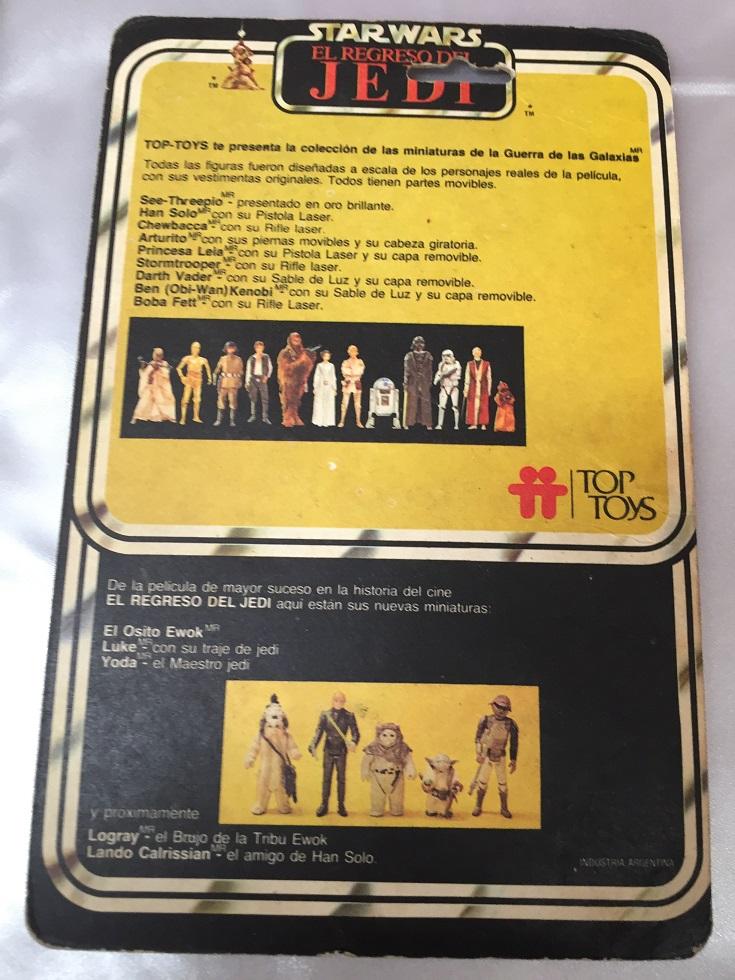 STAR WARS
EL REGRESO DEL
JEDI
TM
TM
TOP-TOYS te presenta la colección de las miniaturas de la Guerra de las Galaxias MR
Todas las figuras fueron diseñadas a escala de los personajes reales de la película,
con sus vestimentas originales. Todos tienen partes movibles.
See-Threepio MR - presentado en oro brillante.
Han Solo MR - con su Pistola Laser.
Chewbacca MR - con su Rifle laser.
Arturito MR - con sus piernas movibles y su cabeza giratoria.
Princesa Leia MR - con su Pistola Laser y su capa removible.
Stormtrooper MR - con su Rifle laser.
Darth Vader MR - con su Sable de Luz y su capa removible.
Ben (Obi-Wan) Kenobi MR - con su Sable de Luz y su capa removible.
Boba Fett MR - con su Rifle Laser.
TOP
TOYS
De la película de mayor suceso en la historia del cine
EL REGRESO DEL JEDI aquí están sus nuevas miniaturas:
El Osito Ewok MR
Luke MR - con su traje de jedi
Yoda MR - el Maestro jedi
y proximamente
Logray MR - el Brujo de la Tribu Ewok
Lando Calrissian MR - el amigo de Han Solo.
INDUSTRIA ARGENTINA